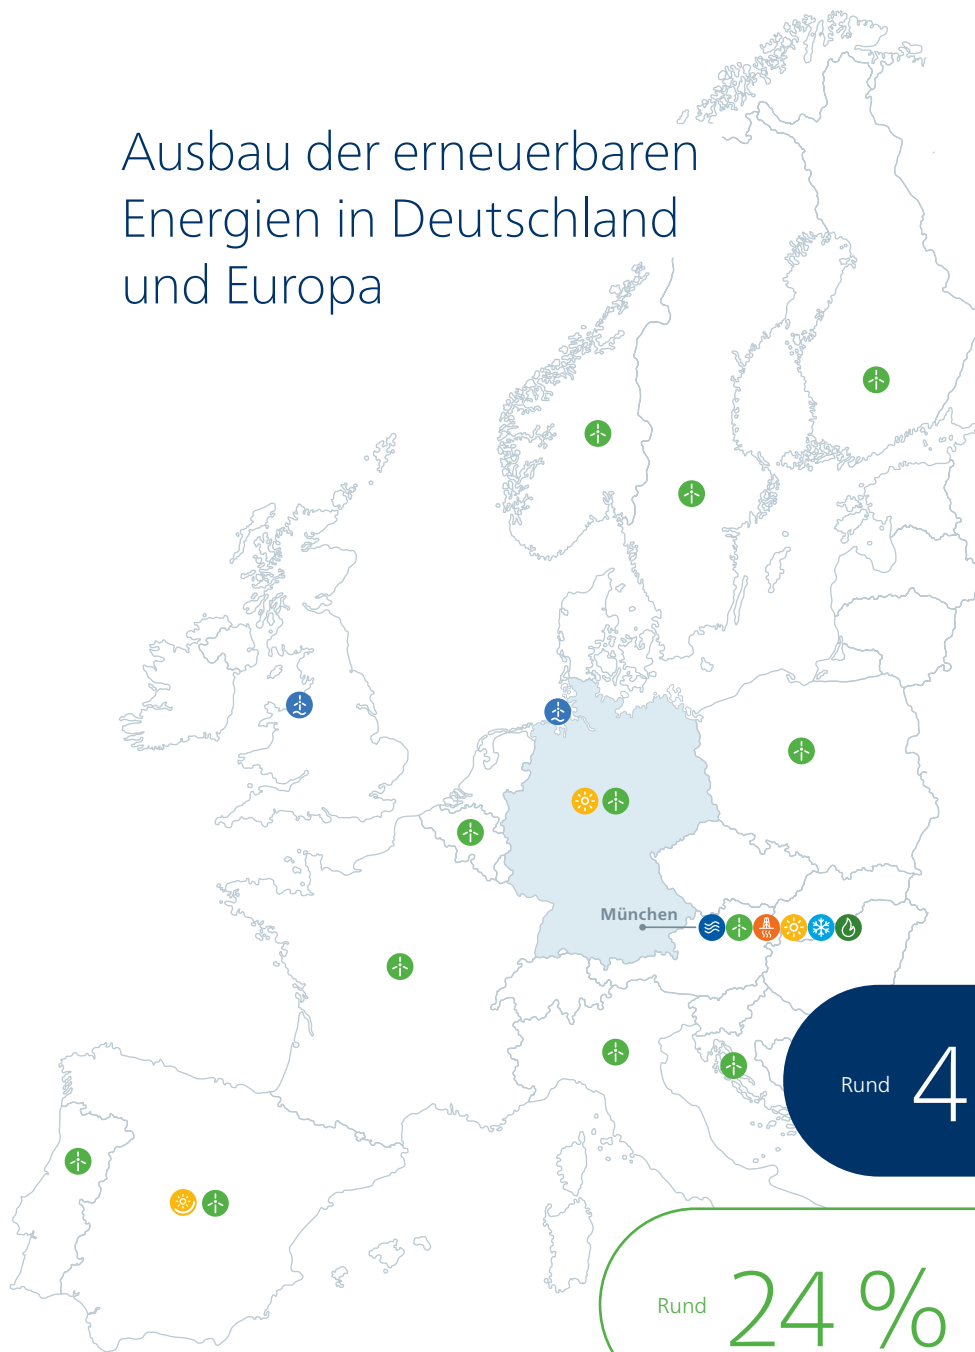 Ausbau der erneuerbaren
Energien in Deutschland
und Europa
München
Rund 4
Rund 24 %